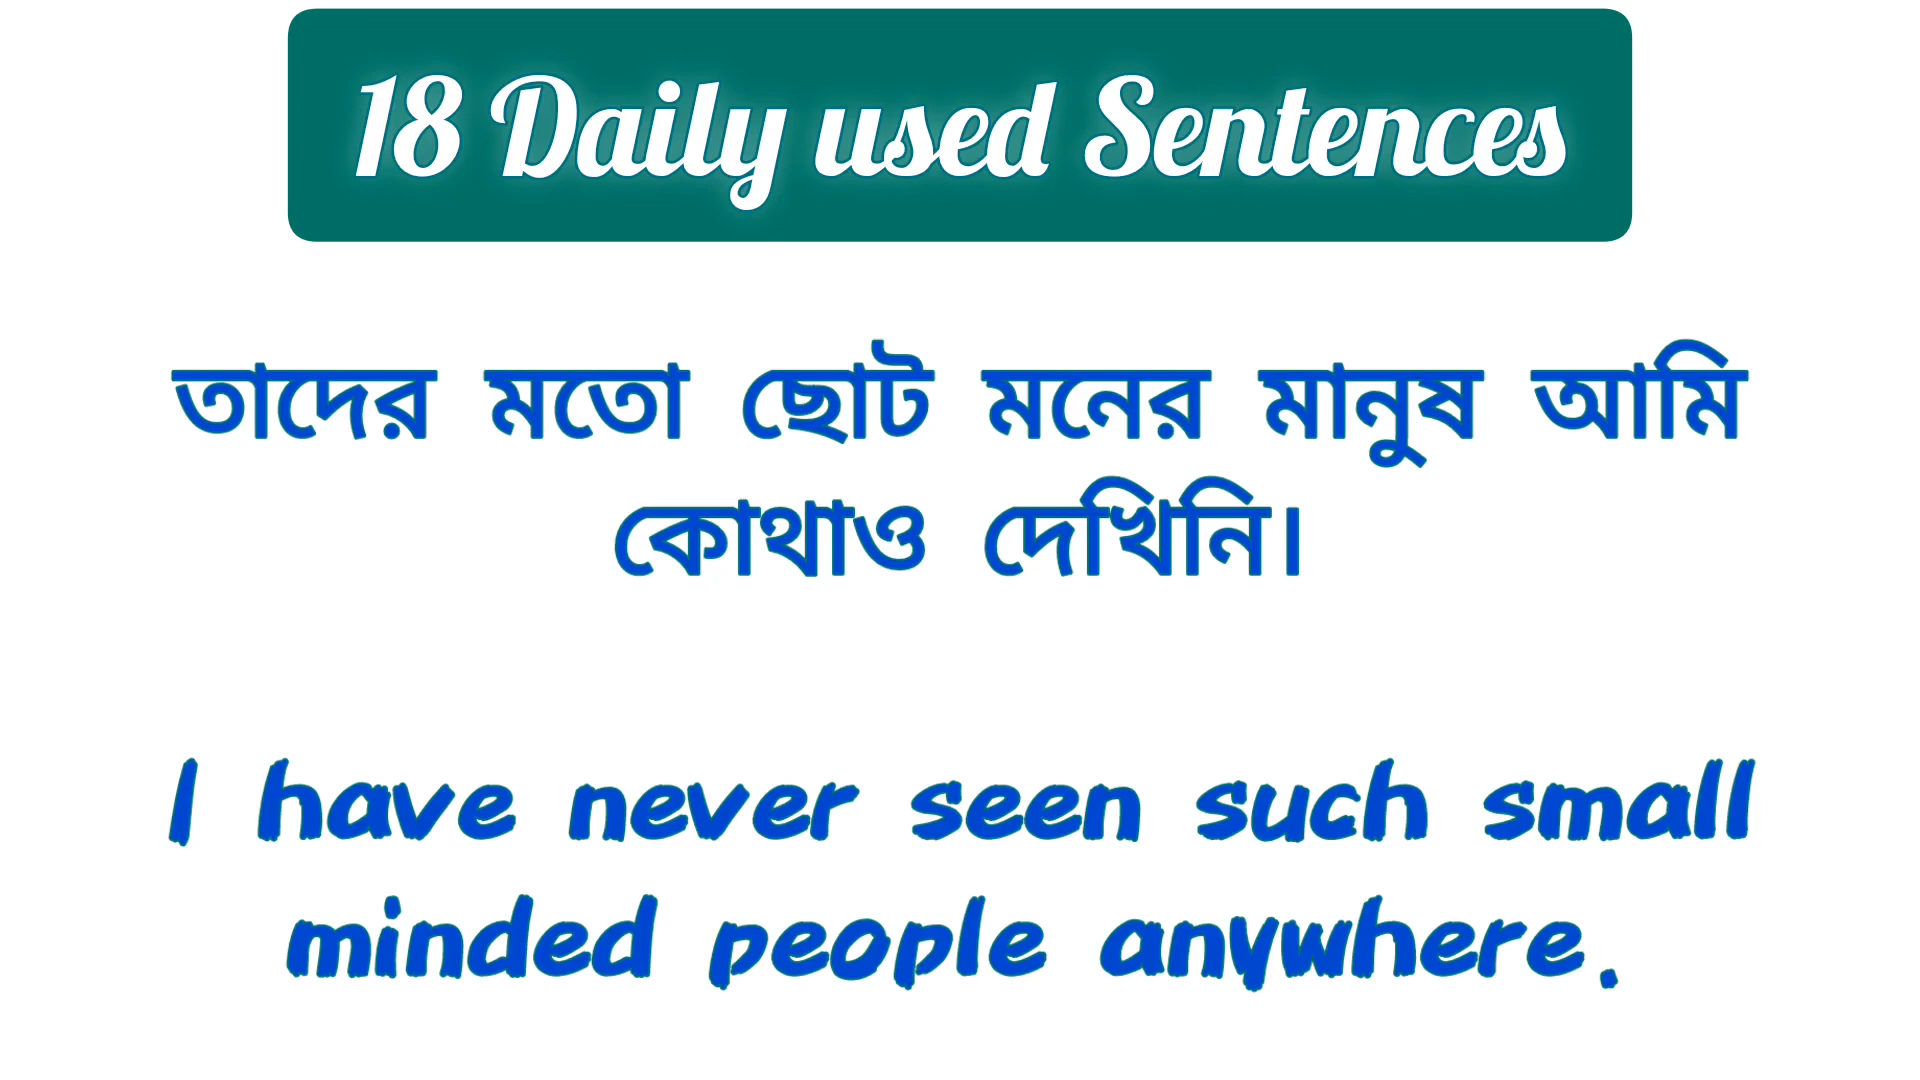 18 Daily used Sentences
তাদের মতো ছোট মনের মানুষ আমি
কোথাও দেখিনি।
I have never seen such small
minded people anywhere.